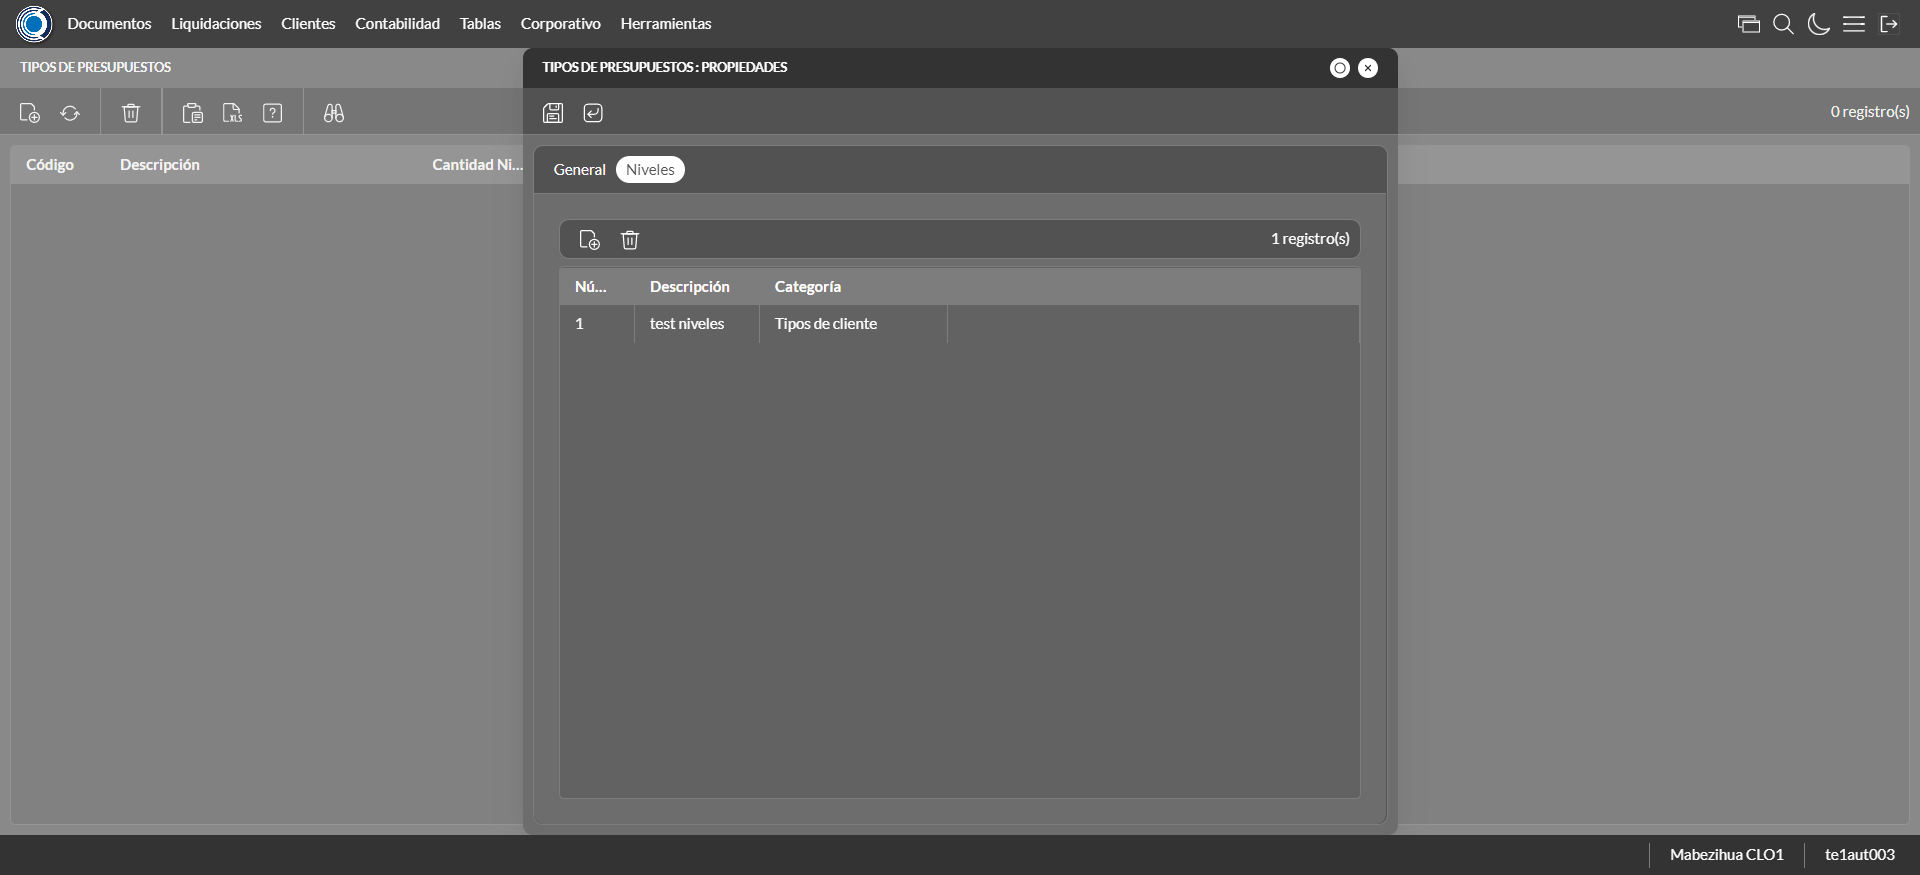 Documentos Liquidaciones Clientes Contabilidad Tablas Corporativo Herramientas
TIPOS DE PRESUPUESTOS
TIPOS DE PRESUPUESTOS : PROPIEDADES
XLS
?
0 registro(s)
Código Descripción Cantidad Ni...
General Niveles
1 registro(s)
Nú... Descripción Categoría
1 test niveles Tipos de cliente
Mabezihua CLO1 te1aut003